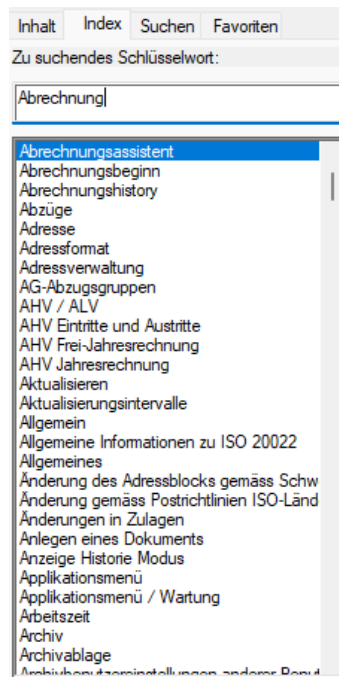 Inhalt Index Suchen Favoriten
Zu suchendes Schlüsselwort:
Abrechnung
Abrechnungsassistent
Abrechnungsbeginn
Abrechnungshistory
Abzüge
Adresse
Adressformat
Adressverwaltung
AG-Abzugsgruppen
AHV / ALV
AHV Eintritte und Austritte
AHV Frei-Jahresrechnung
AHV Jahresrechnung
Aktualisieren
Aktualisierungsintervalle
Allgemein
Allgemeine Informationen zu ISO 20022
Allgemeines
Änderung des Adressblocks gemäss Schw
Änderung gemäss Postrichtlinien ISO-Länd
Änderungen in Zulagen
Anlegen eines Dokuments
Anzeige Historie Modus
Applikationsmenü
Applikationsmenü / Wartung
Arbeitszeit
Archiv
Archivablage
Archivbenutzereinstellungen anderer Benut